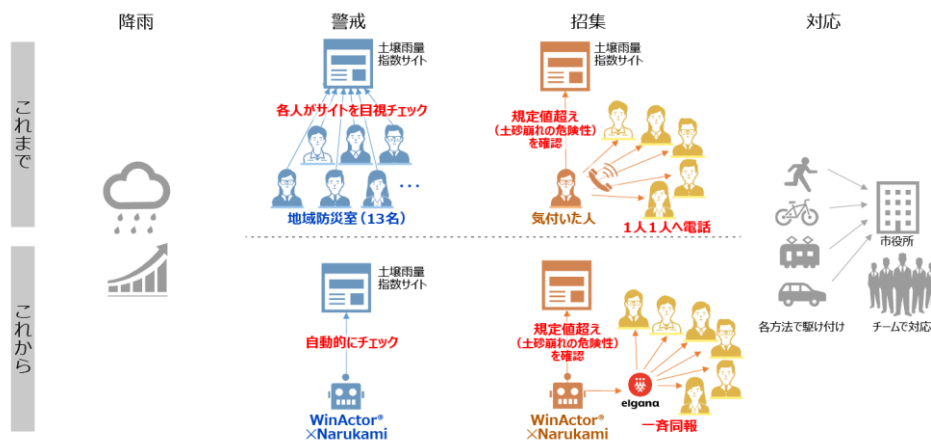 降雨
警戒
招集
対応
これまで
土壌雨量
指数サイト
各人がサイトを目視チェック
・・・
地域防災室（13名）
土壌雨量
指数サイト
規定値超え
（土砂崩れの危険性）
を確認
気付いた人
１人１人へ電話
市役所
各方法で駆け付け
チームで対応
これから
土壌雨量
指数サイト
自動的にチェック
WinActor®
×Narukami
土壌雨量
指数サイト
規定値超え
（土砂崩れの危険性）
を確認
WinActor®
×Narukami
elgana
一斉同報